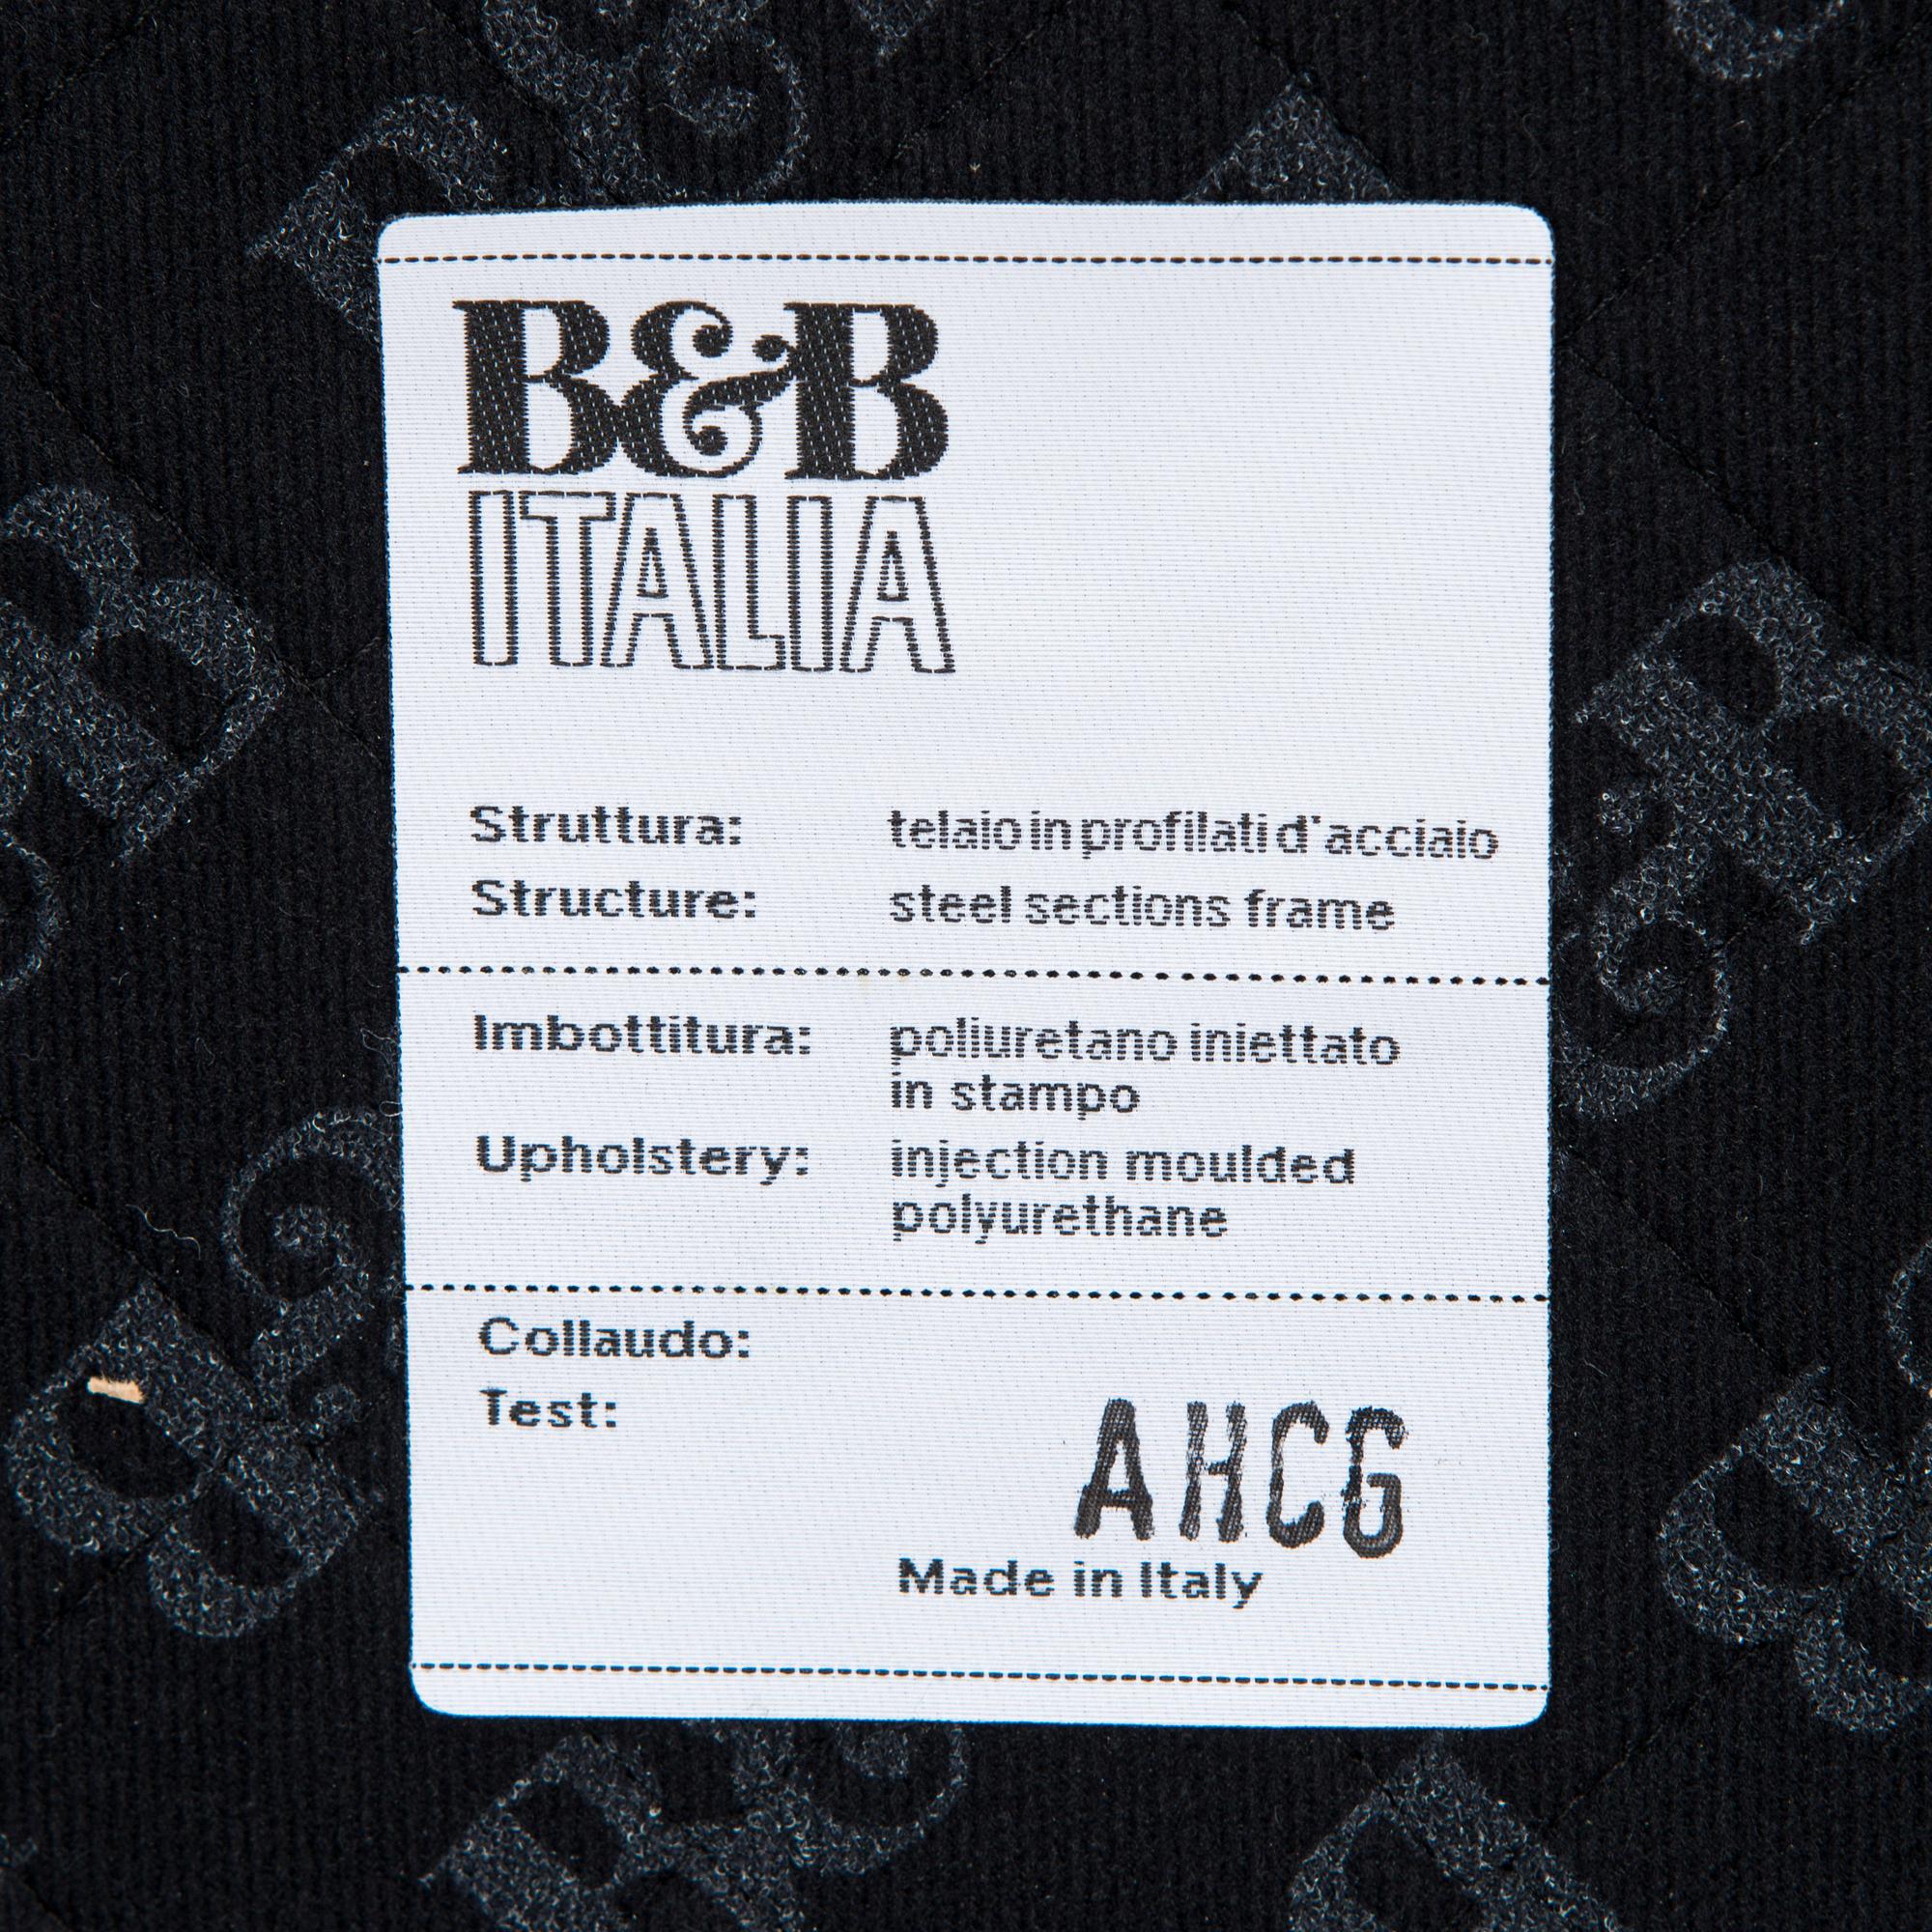 B&B
ITALIA
Struttura: telaio in profilati d'acciaio
Structure: steel sections frame
Imbottitura: poliuretano iniettato
in stampo
Upholstery: injection moulded
polyurethane
Collaudo:
Test:
AHCG
Made in Italy